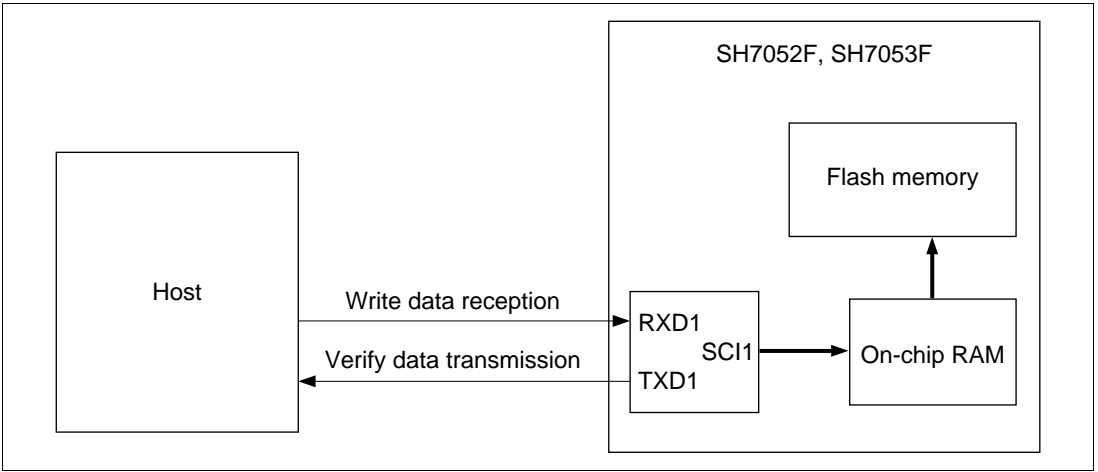 SH7052F, SH7053F
Flash memory
Host
Write data reception
RXD1
SCI1
On-chip RAM
Verify data transmission
TXD1